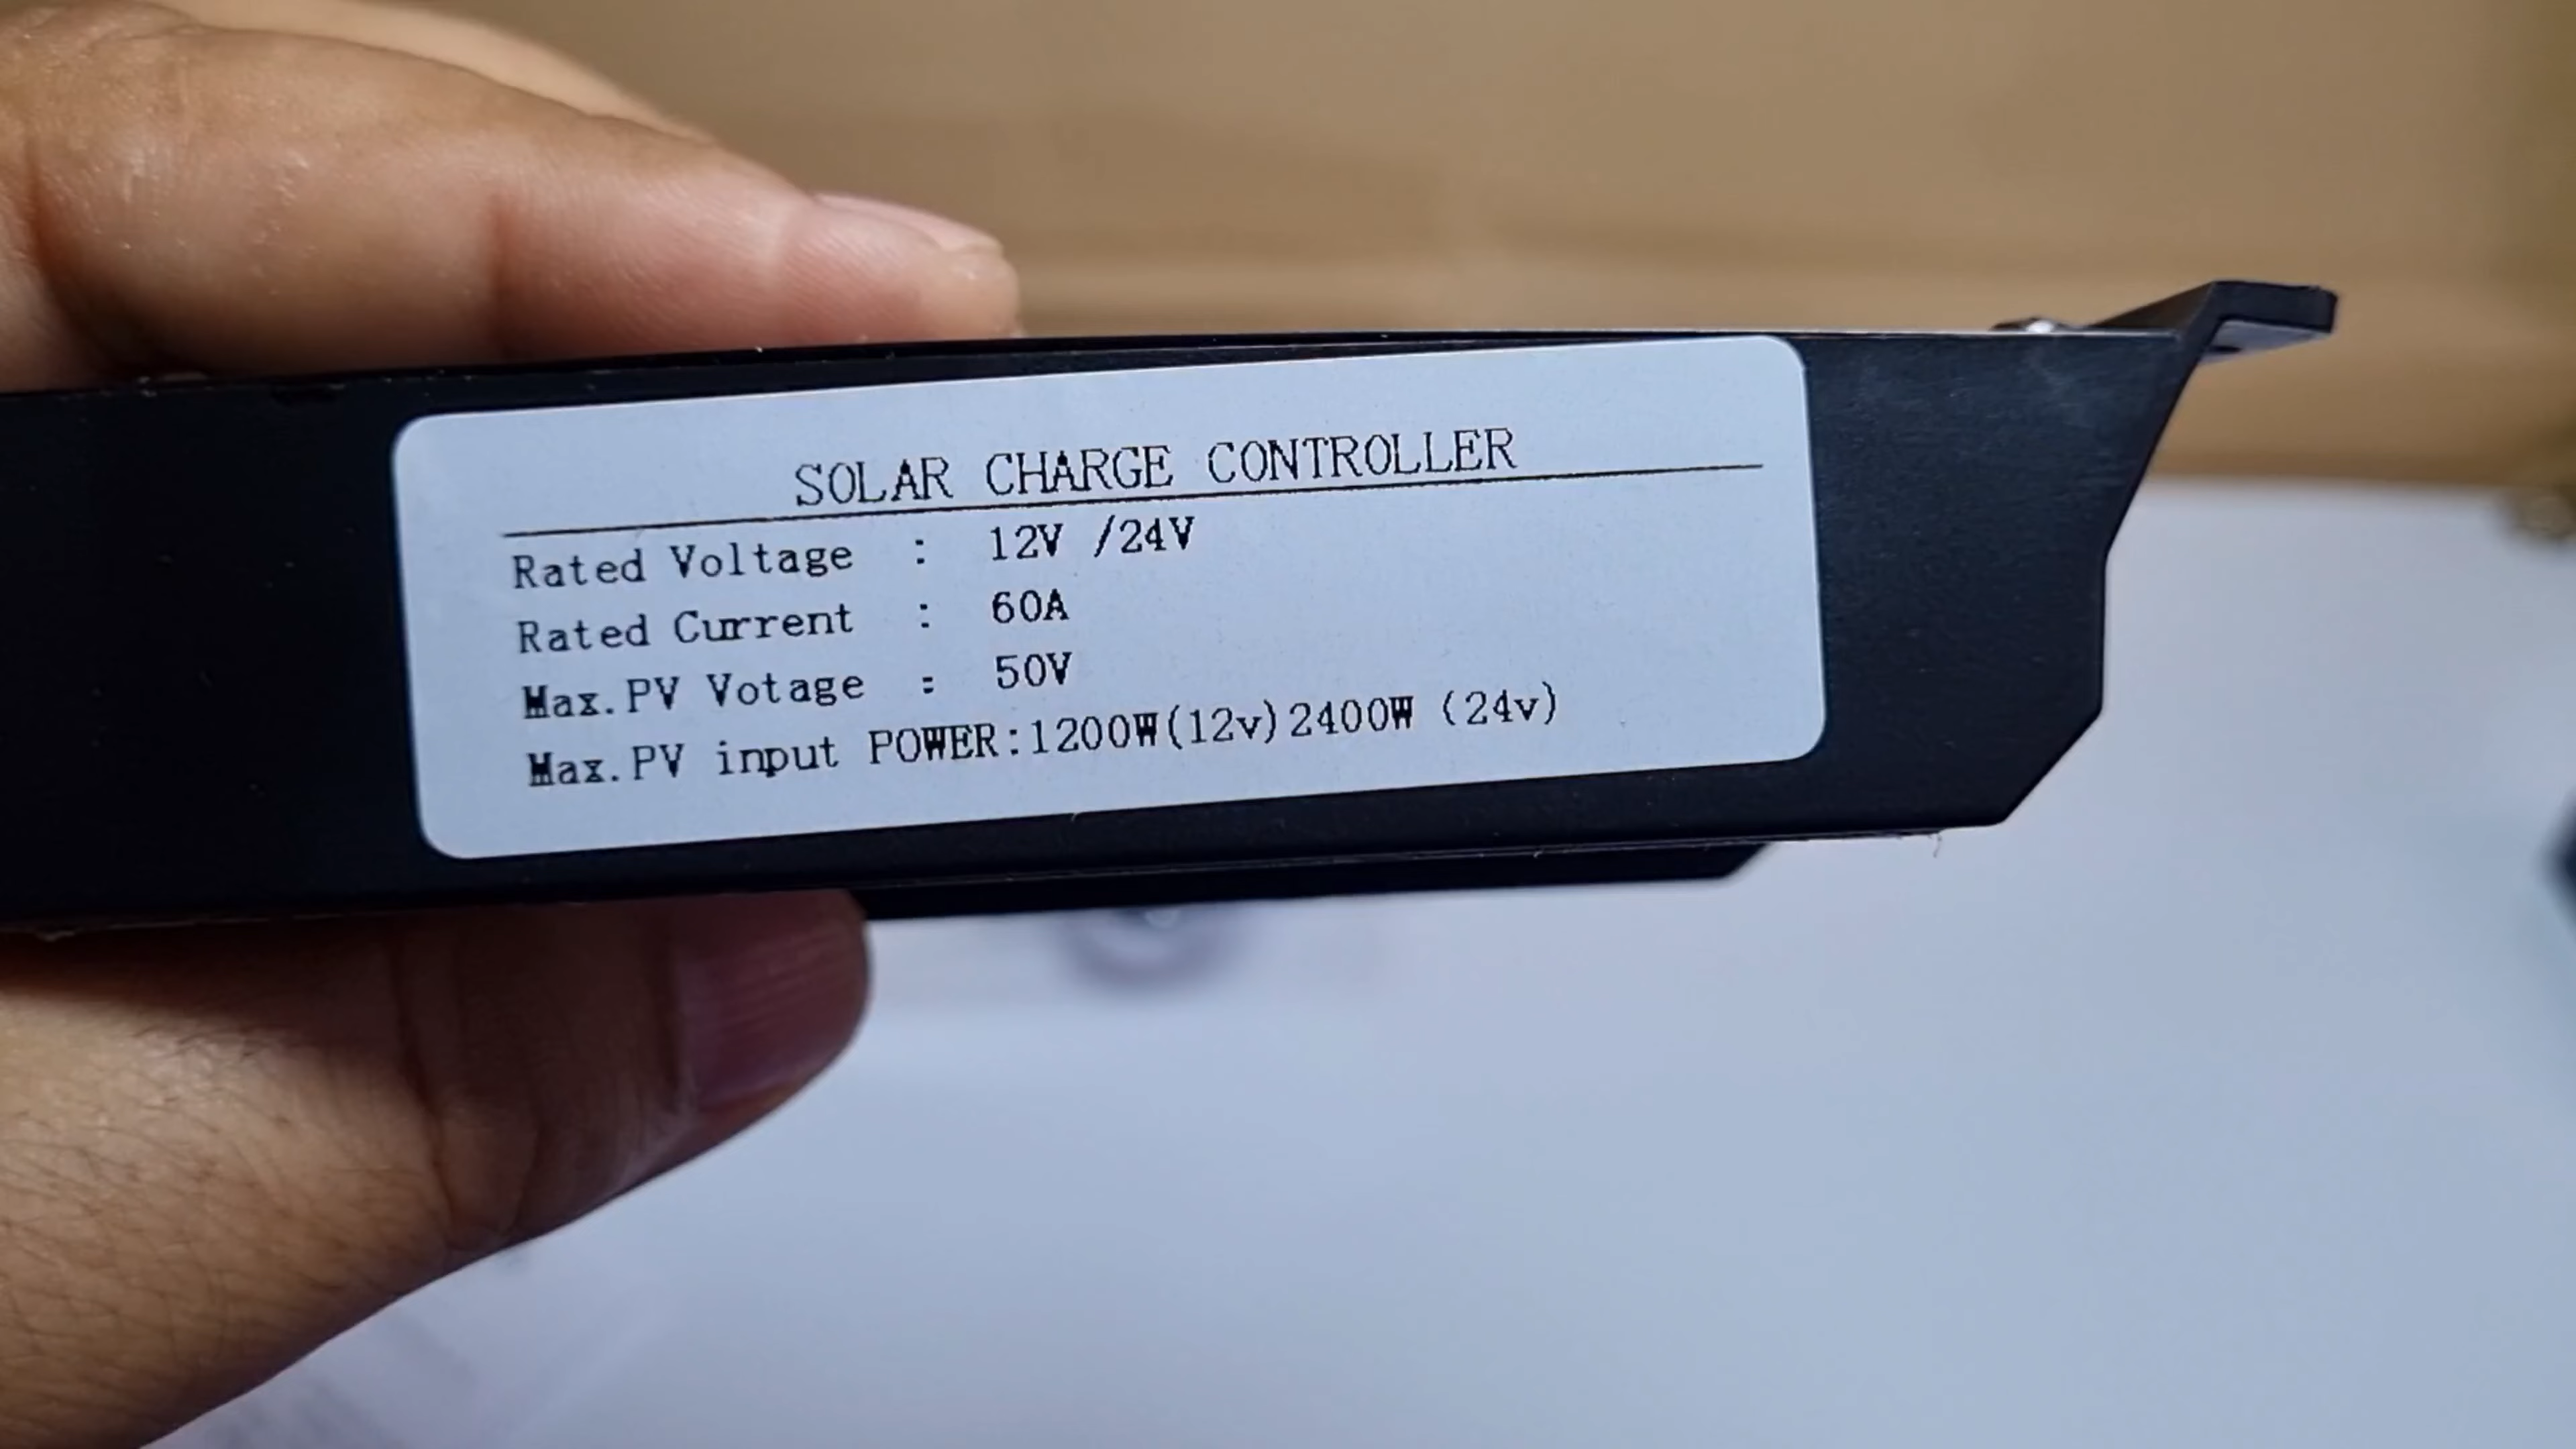 SOLAR CHARGE CONTROLLER
Rated Voltage : 12V /24V
Rated Current : 60A
Max.PV Votage : 50V
Max.PV input POWER:1200W(12v)2400W (24v)